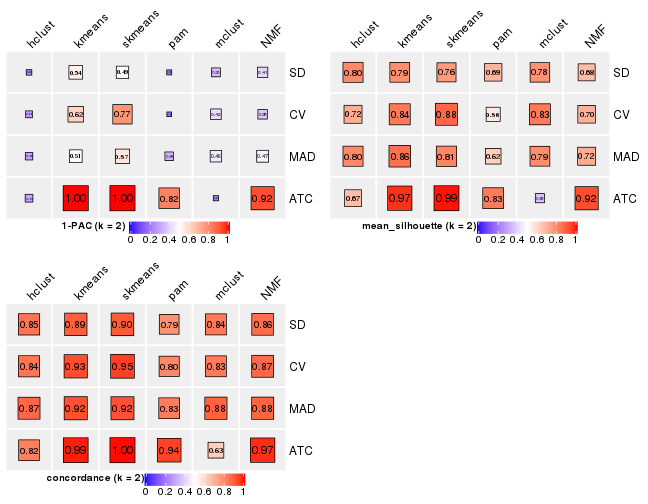 hclust kmeans skmeans pam mclust NMF
0.54 0.49 SD
0.62 0.77 CV
0.51 0.57 0.46 0.47 MAD
1.00 1.00 0.82 0.92 ATC
1-PAC (k = 2)
0 0.2 0.4 0.6 0.8 1
hclust kmeans skmeans pam mclust NMF
0.80 0.79 0.76 0.69 0.78 0.68 SD
0.72 0.84 0.88 0.56 0.83 0.70 CV
0.80 0.86 0.81 0.62 0.79 0.72 MAD
0.67 0.97 0.99 0.83 0.92 ATC
mean_silhouette (k = 2)
0 0.2 0.4 0.6 0.8 1
hclust kmeans skmeans pam mclust NMF
0.85 0.89 0.90 0.79 0.84 0.86 SD
0.84 0.93 0.95 0.80 0.83 0.87 CV
0.87 0.92 0.92 0.83 0.88 0.88 MAD
0.82 0.99 1.00 0.94 0.63 0.97 ATC
concordance (k = 2)
0 0.2 0.4 0.6 0.8 1